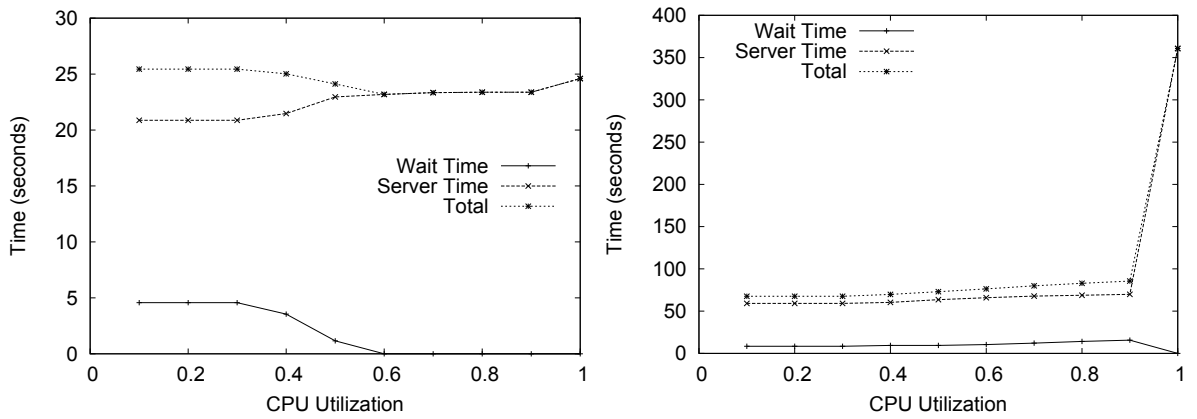 30
25
20
15
10
5
0
Time (seconds)
Wait Time
Server Time
Total
0 0.2 0.4 0.6 0.8 1
CPU Utilization
400
350
300
250
200
150
100
50
0
Time (seconds)
Wait Time
Server Time
Total
0 0.2 0.4 0.6 0.8 1
CPU Utilization